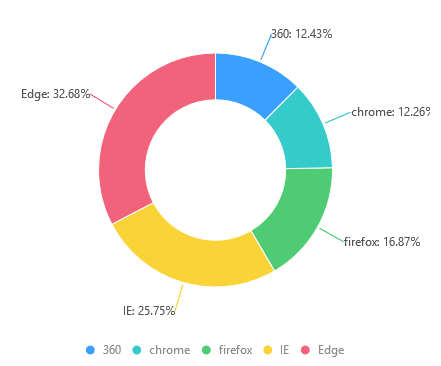 360: 12.43%
Edge: 32.68%
chrome: 12.26%
firefox: 16.87%
IE: 25.75%
360 chrome firefox IE Edge